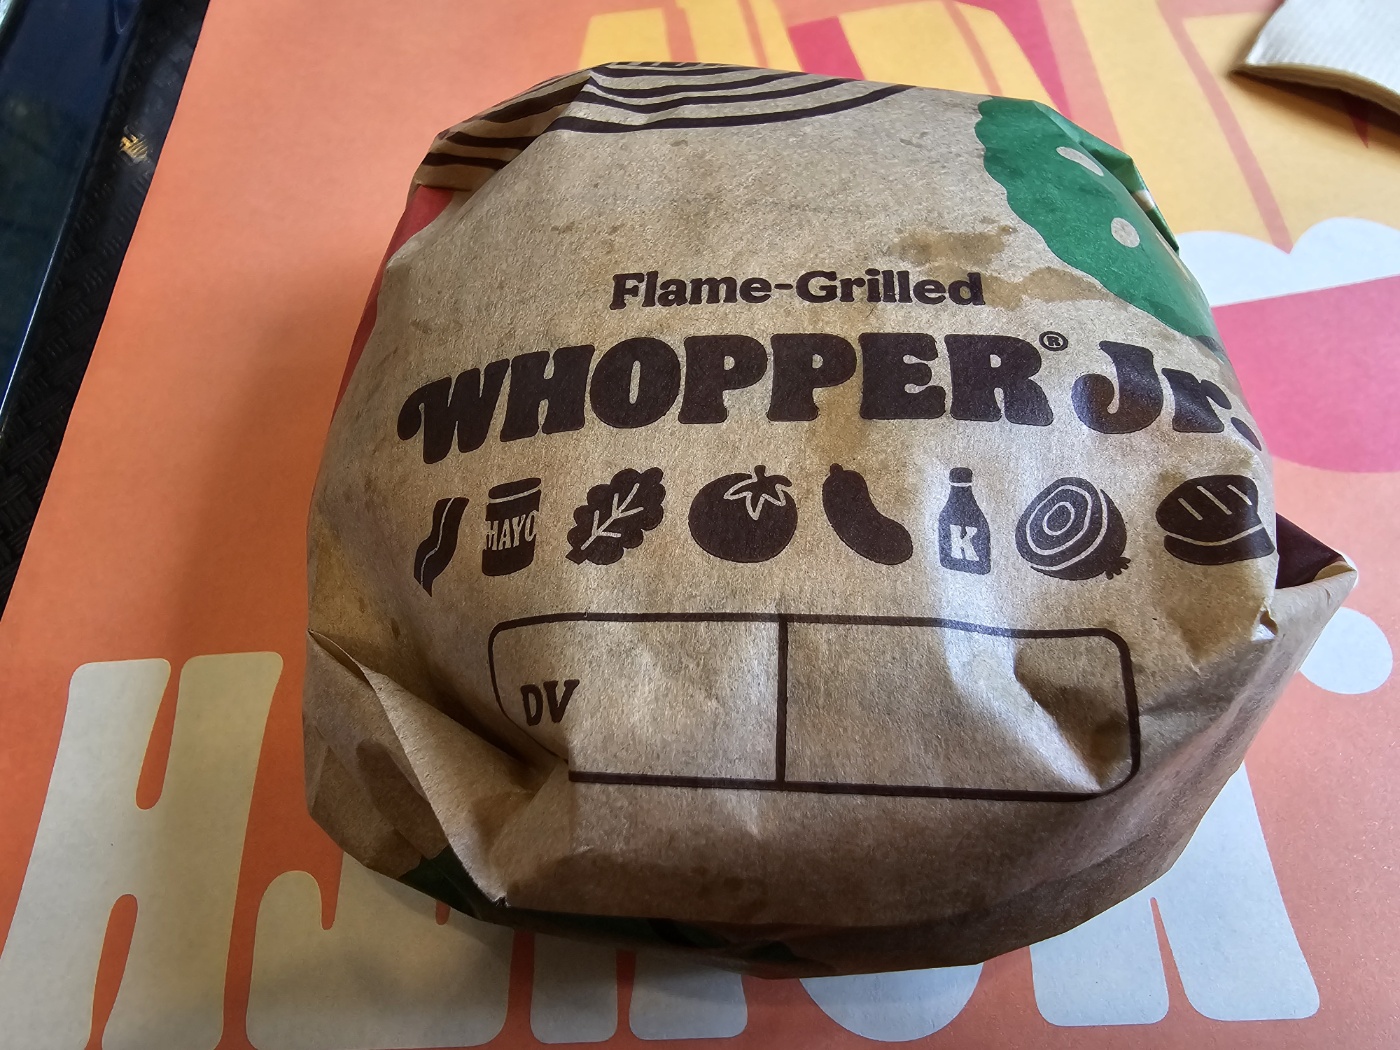 Flame-Grilled
WHOPPER® Jr.
MAYO
K
DV